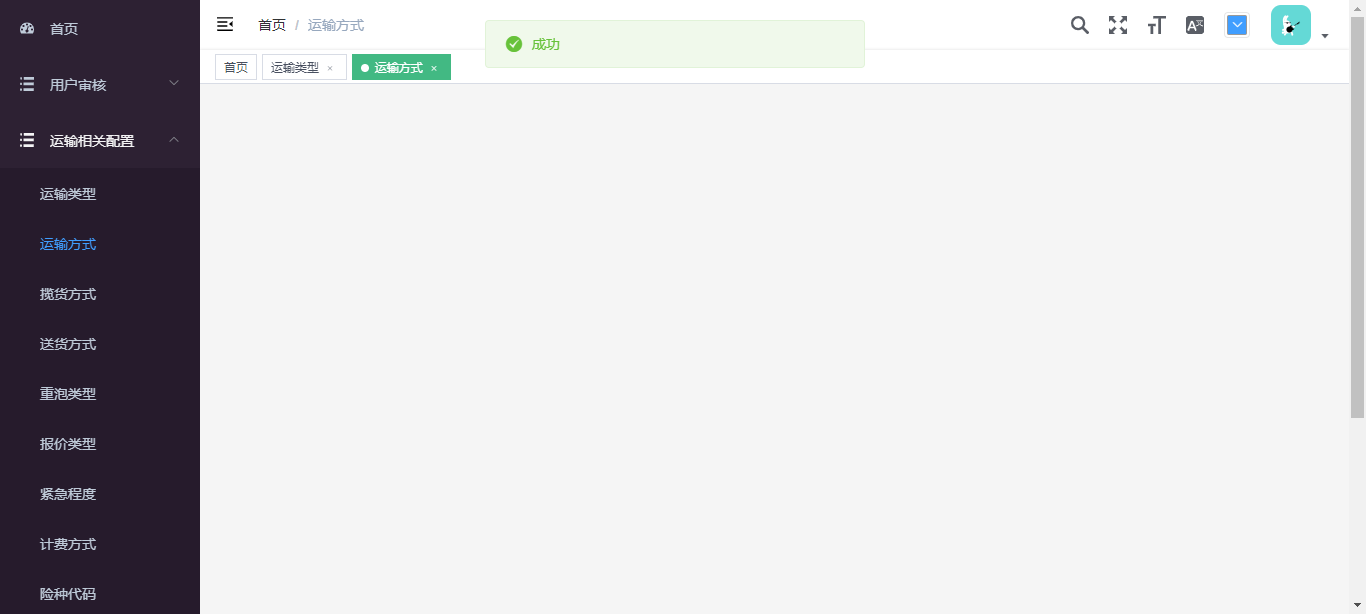 首页
用户审核
运输相关配置
运输类型
运输方式
揽货方式
送货方式
重泡类型
报价类型
紧急程度
计费方式
险种代码
首页 / 运输方式
成功
首页 运输类型 × 运输方式 ×